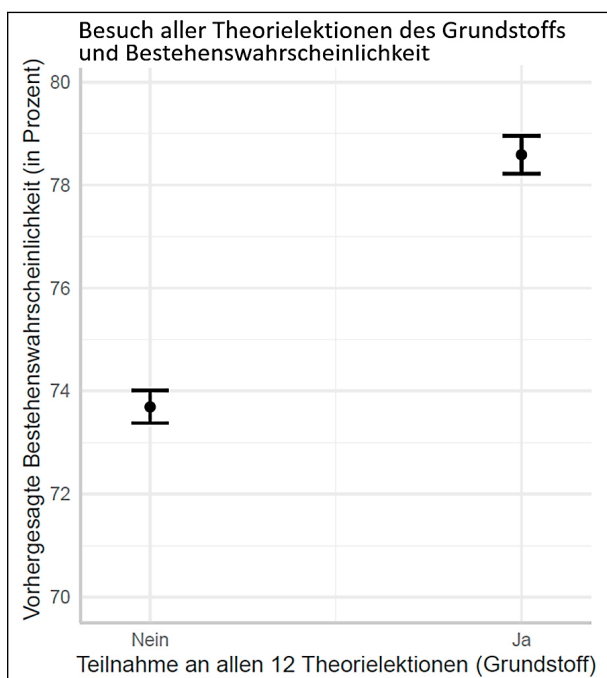 Besuch aller Theorielektionen des Grundstoffs
und Bestehenswahrscheinlichkeit
Vorhergesagte Bestehenswahrscheinlichkeit (in Prozent)
80
78
76
74
72
70
Nein
Ja
Teilnahme an allen 12 Theorielektionen (Grundstoff)